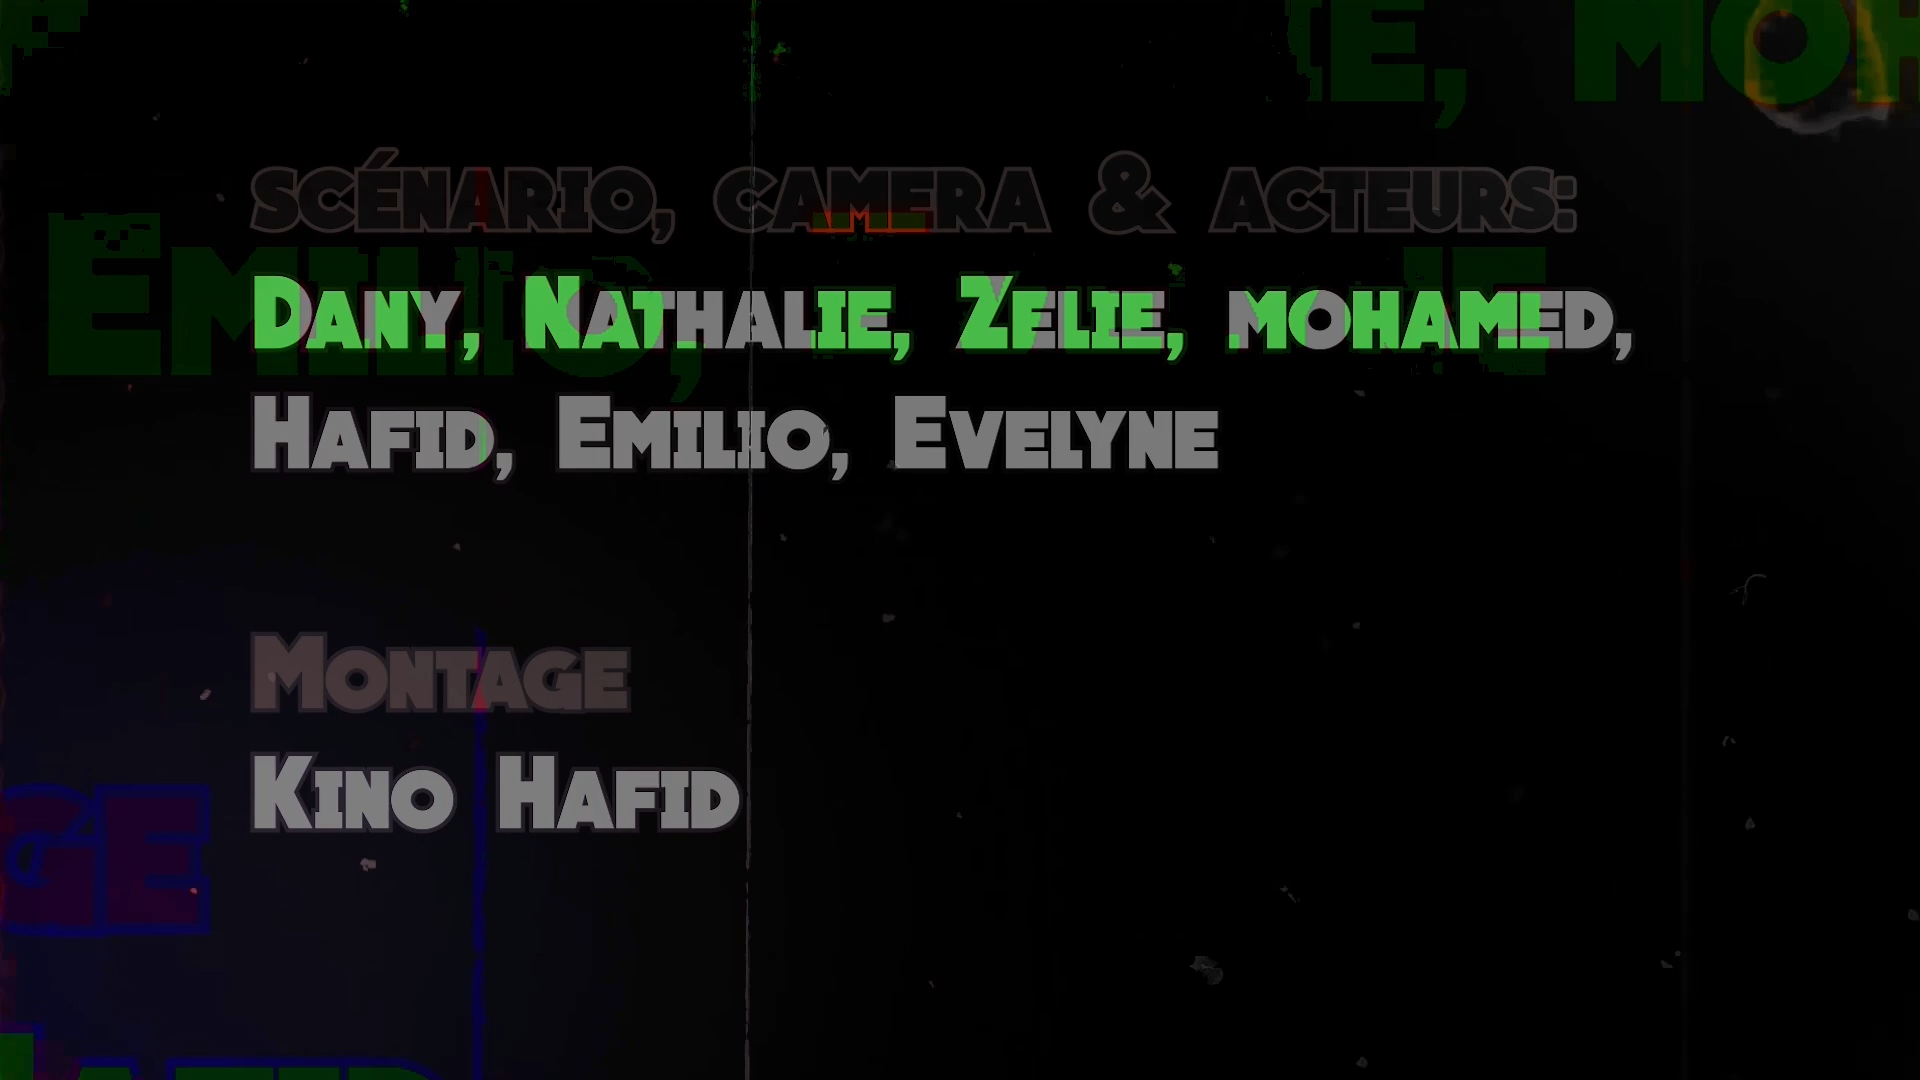 SCÉNARIO, CAMERA & ACTEURS:
DANY, NATHALIE, ZELIE, MOHAMED,
HAFID, EMILIO, EVELYNE
MONTAGE
KINO HAFID